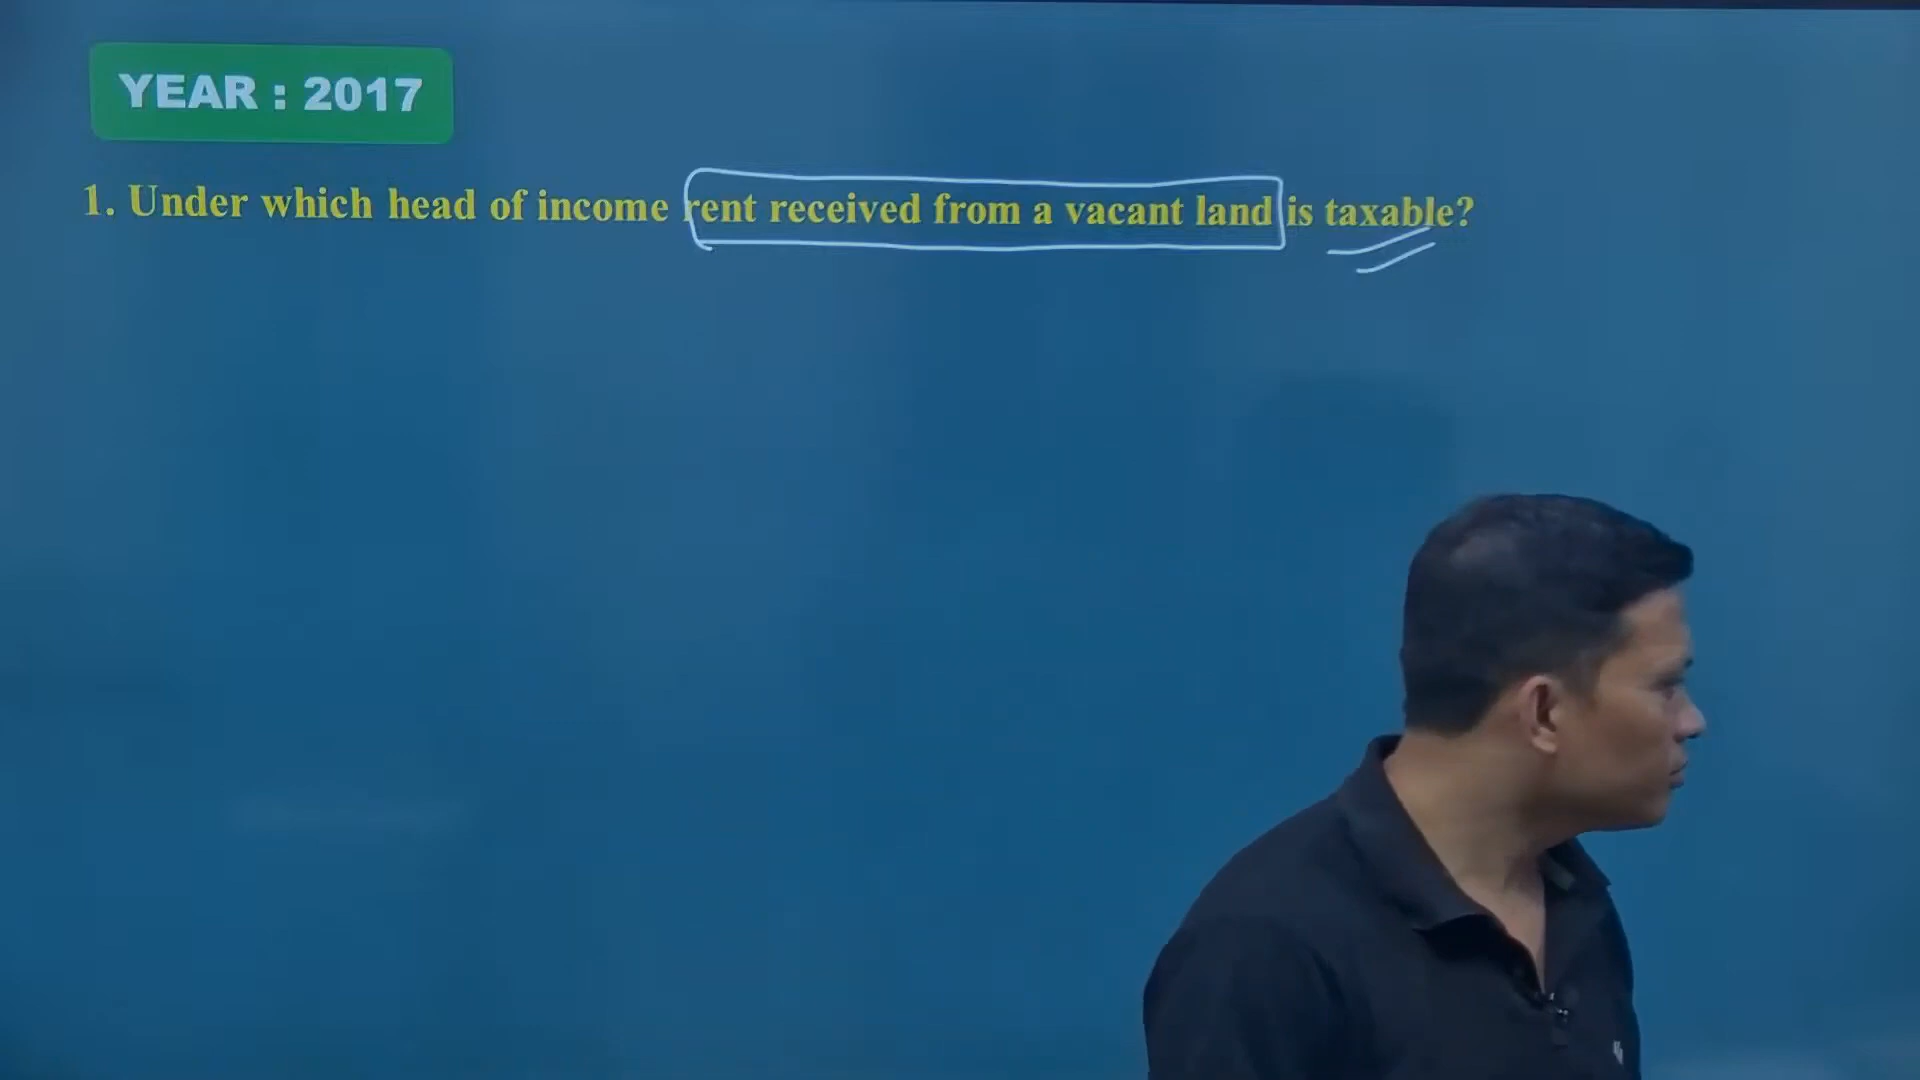 YEAR : 2017
1. Under which head of income rent received from a vacant land is taxable?